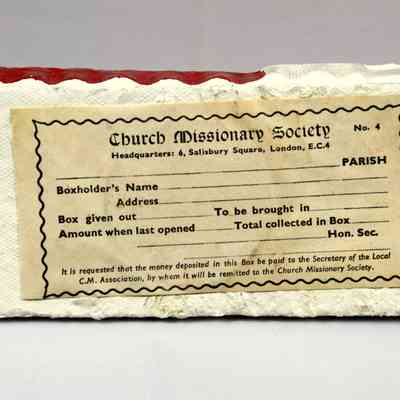 Church Missionary Society No. 4
Headquarters: 6, Salisbury Square, London, E.C.4
PARISH
Boxholder's Name
Address
Box given out To be brought in
Amount when last opened Total collected in Box
Hon. Sec.
It is requested that the money deposited in this Box be paid to the Secretary of the Local
C.M. Association, by whom it will be remitted to the Church Missionary Society.